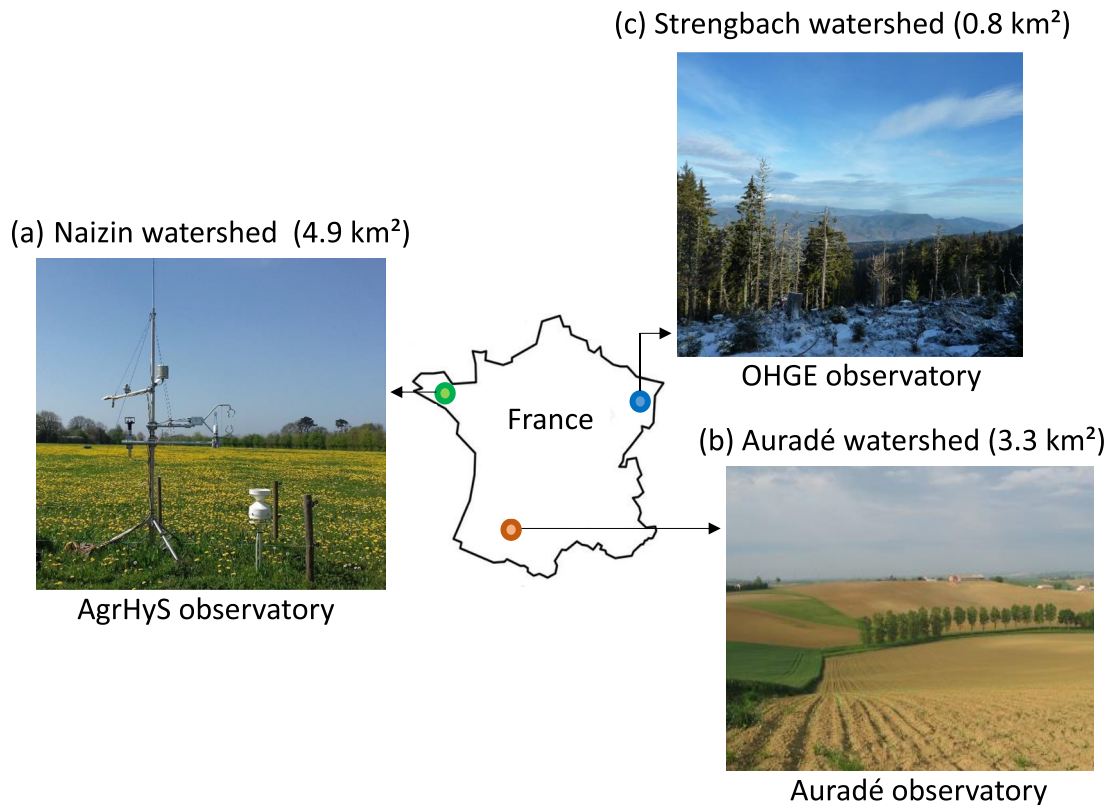 (c) Strengbach watershed (0.8 km²)
(a) Naizin watershed  (4.9 km²)
OHGE observatory
France
(b) Auradé watershed (3.3 km²)
AgrHyS observatory
Auradé observatory